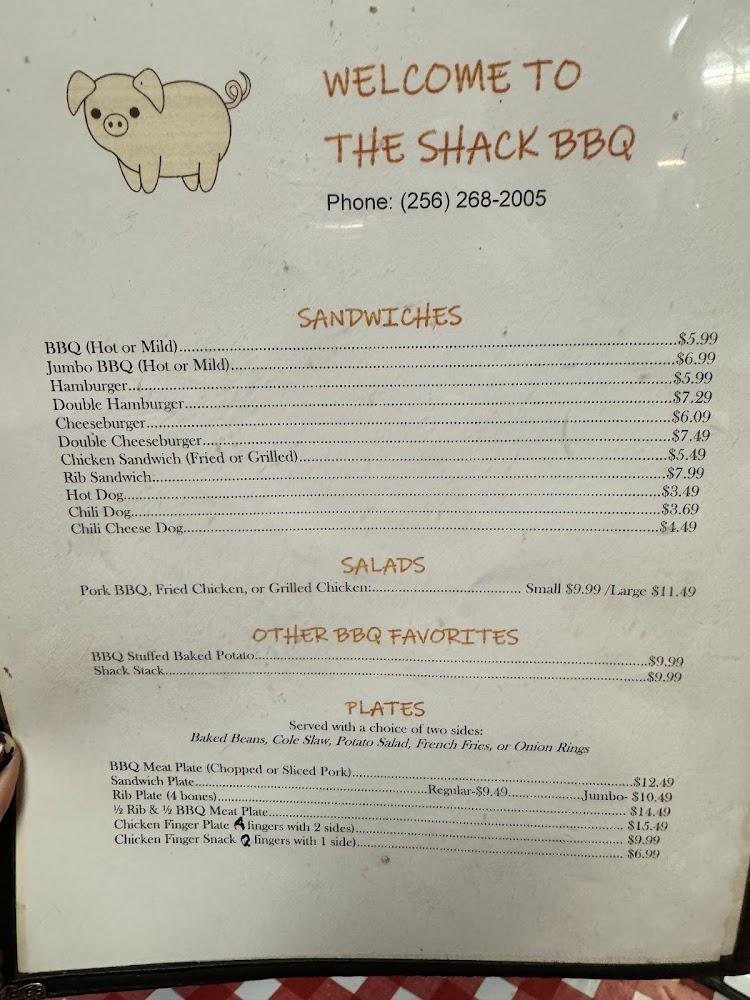 WELCOME TO
THE SHACK BBQ
Phone: (256) 268-2005
SANDWICHES
BBQ (Hot or Mild)........$5.99
Jumbo BBQ (Hot or Mild)........$6.99
Hamburger........$5.99
Double Hamburger........$7.29
Cheeseburger........$6.09
Double Cheeseburger........$7.49
Chicken Sandwich (Fried or Grilled)........$5.49
Rib Sandwich........$7.99
Hot Dog........$3.49
Chili Dog........$3.69
Chili Cheese Dog........$4.49
SALADS
Pork BBQ, Fried Chicken, or Grilled Chicken:........ Small $9.99 /Large $11.49
OTHER BBQ FAVORITES
BBQ Stuffed Baked Potato........$9.99
Shack Stack........$9.99
PLATES
Served with a choice of two sides:
Baked Beans, Cole Slaw, Potato Salad, French Fries, or Onion Rings
BBQ Meat Plate (Chopped or Sliced Pork)........$12.49
Sandwich Plate........Regular-$9.49........Jumbo- $10.49
Rib Plate (4 bones)........ $14.49
½ Rib & ½ BBQ Meat Plate........ $15.49
Chicken Finger Plate 4 fingers with 2 sides)........ $9.99
Chicken Finger Snack 2 fingers with 1 side)........ $6.99